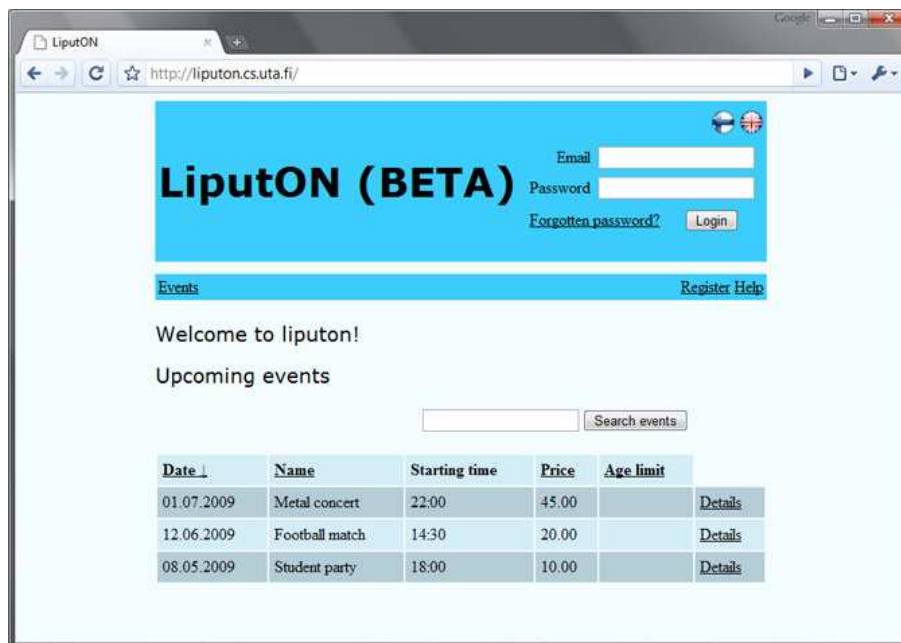 Google
LiputON
http://liputon.cs.uta.fi/
Email
LiputON (BETA)
Password
Forgotten password? Login
Events Register Help
Welcome to liputon!
Upcoming events
Search events
Date ↓ Name Starting time Price Age limit
01.07.2009 Metal concert 22:00 45.00 Details
12.06.2009 Football match 14:30 20.00 Details
08.05.2009 Student party 18:00 10.00 Details